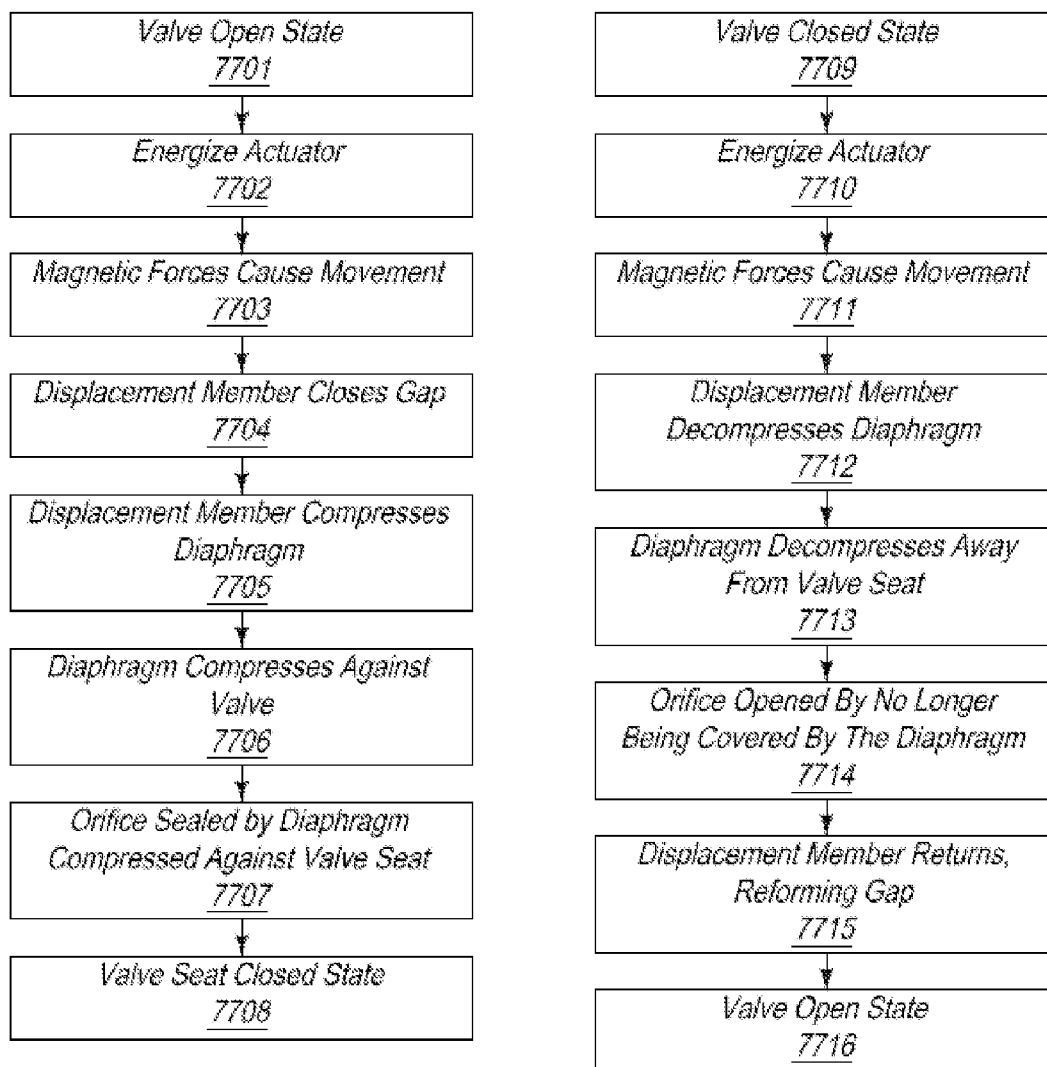 Valve Open State
7701
Energize Actuator
7702
Magnetic Forces Cause Movement
7703
Displacement Member Closes Gap
7704
Displacement Member Compresses
Diaphragm
7705
Diaphragm Compresses Against
Valve
7706
Orifice Sealed by Diaphragm
Compressed Against Valve Seat
7707
Valve Seat Closed State
7708
Valve Closed State
7709
Energize Actuator
7710
Magnetic Forces Cause Movement
7711
Displacement Member
Decompresses Diaphragm
7712
Diaphragm Decompresses Away
From Valve Seat
7713
Orifice Opened By No Longer
Being Covered By The Diaphragm
7714
Displacement Member Returns,
Reforming Gap
7715
Valve Open State
7716